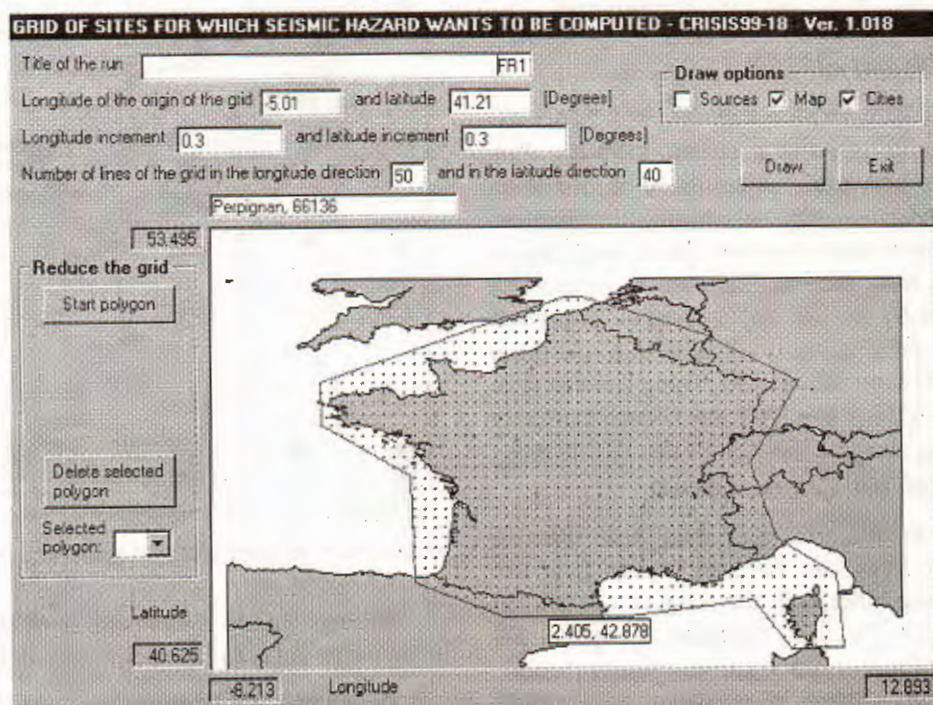 GRID OF SITES FOR WHICH SEISMIC HAZARD WANTS TO BE COMPUTED - CRISIS99-18 Ver. 1.018
Title of the run FR1
Draw options
Sources Map Cities
Longitude of the origin of the grid -5.01 and latitude 41.21 [Degrees]
Longitude increment 0.3 and latitude increment 0.3 [Degrees]
Number of lines of the grid in the longitude direction 50 and in the latitude direction 40
Draw Exit
Perpignan, 66136
53.495
Reduce the grid
Start polygon
Delete selected
polygon
Selected
polygon:
Latitude
40.625
2.405, 42.878
-8.213 Longitude 12.893